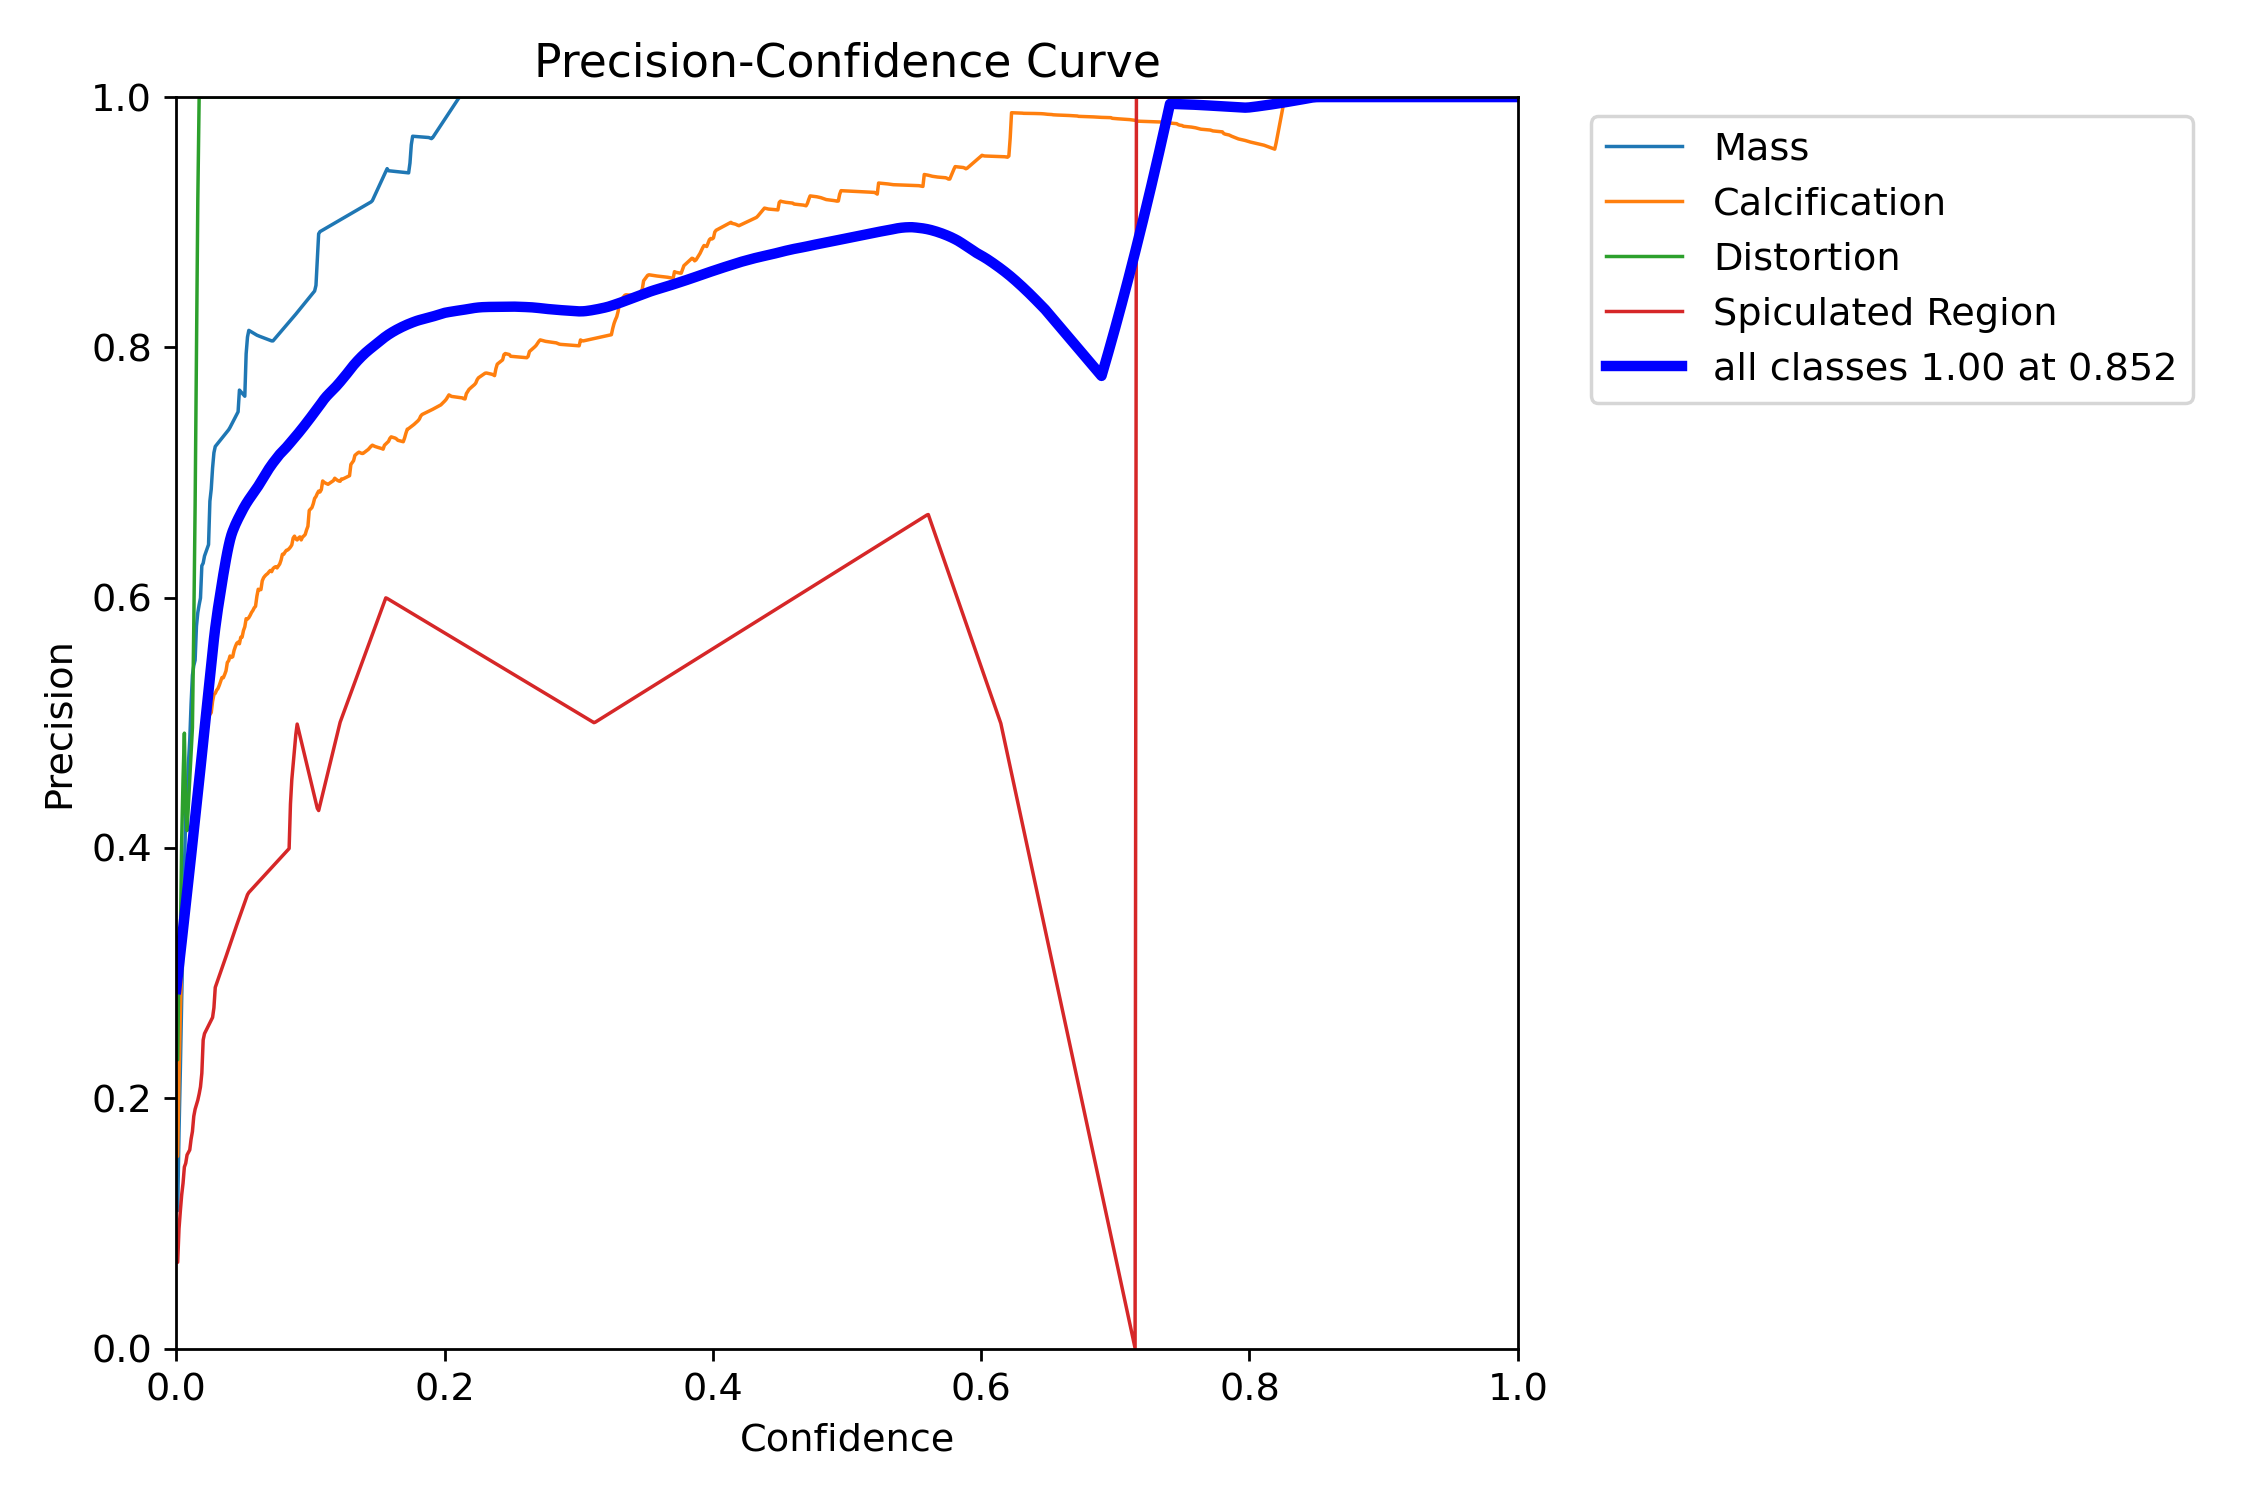 Precision-Confidence Curve
1.0
0.8
0.6
0.4
0.2
0.0
Precision
0.0 0.2 0.4 0.6 0.8 1.0
Confidence
Mass
Calcification
Distortion
Spiculated Region
all classes 1.00 at 0.852